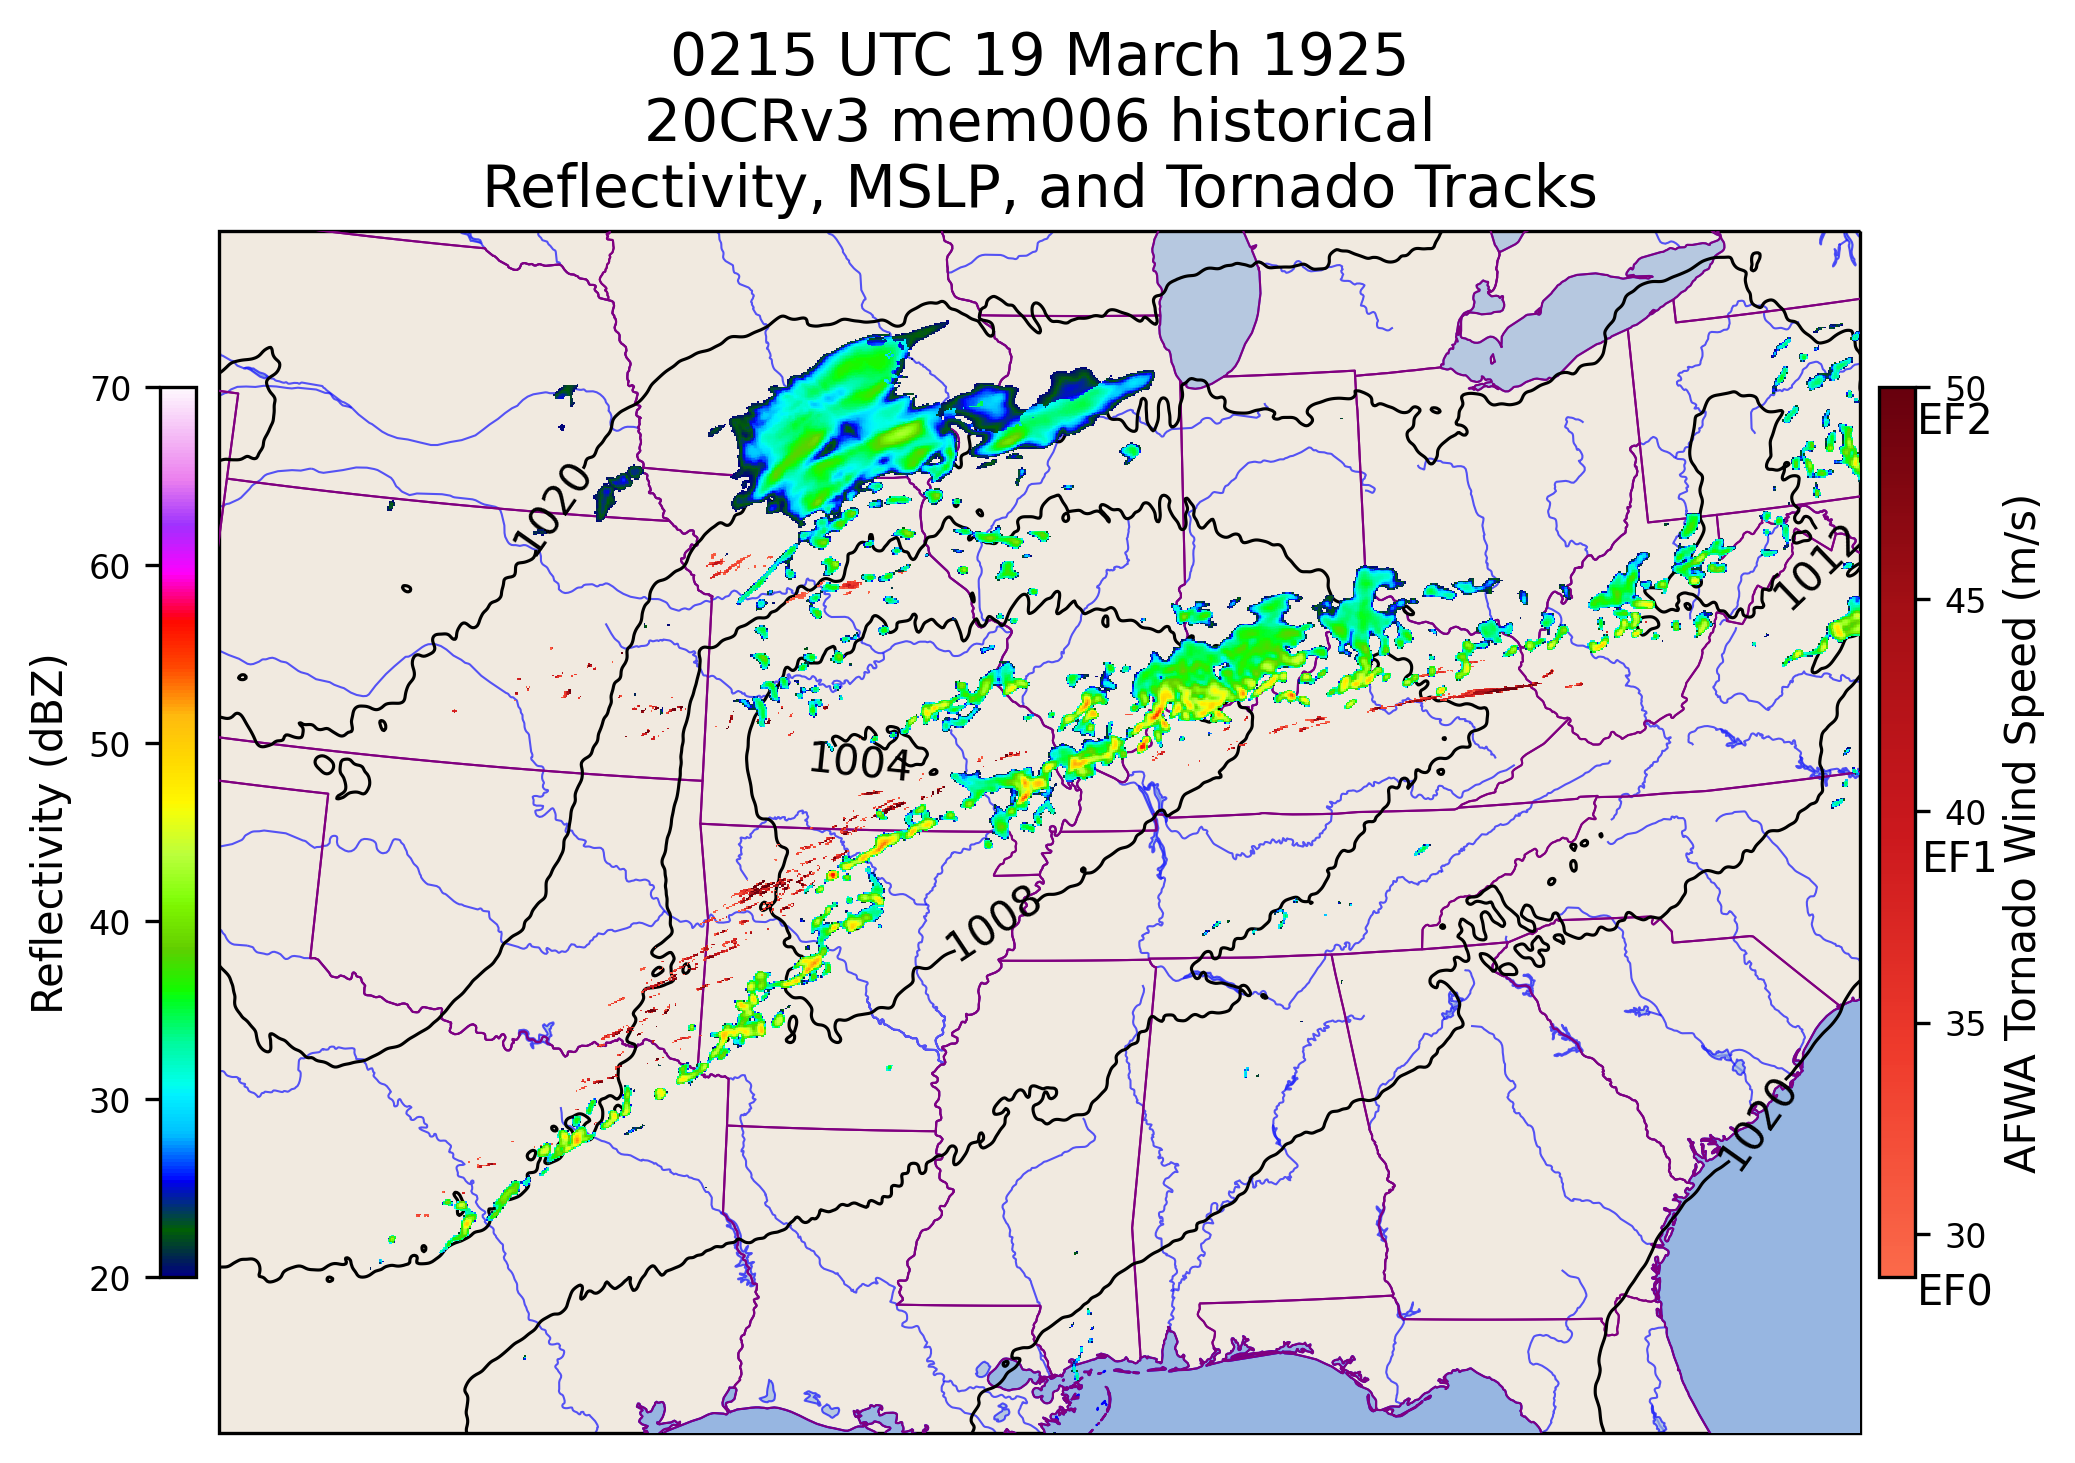 0215 UTC 19 March 1925
20CRv3 mem006 historical
Reflectivity, MSLP, and Tornado Tracks
70
60
50
40
30
20
Reflectivity (dBZ)
1020
1012
1004
1008
1020
50
EF2
45
40
EF1
35
30
EF0
AFWA Tornado Wind Speed (m/s)